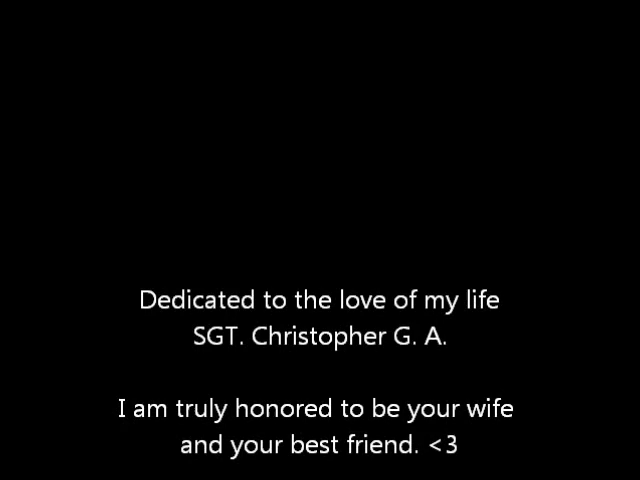 Dedicated to the love of my life
SGT. Christopher G. A.
I am truly honored to be your wife
and your best friend. <3